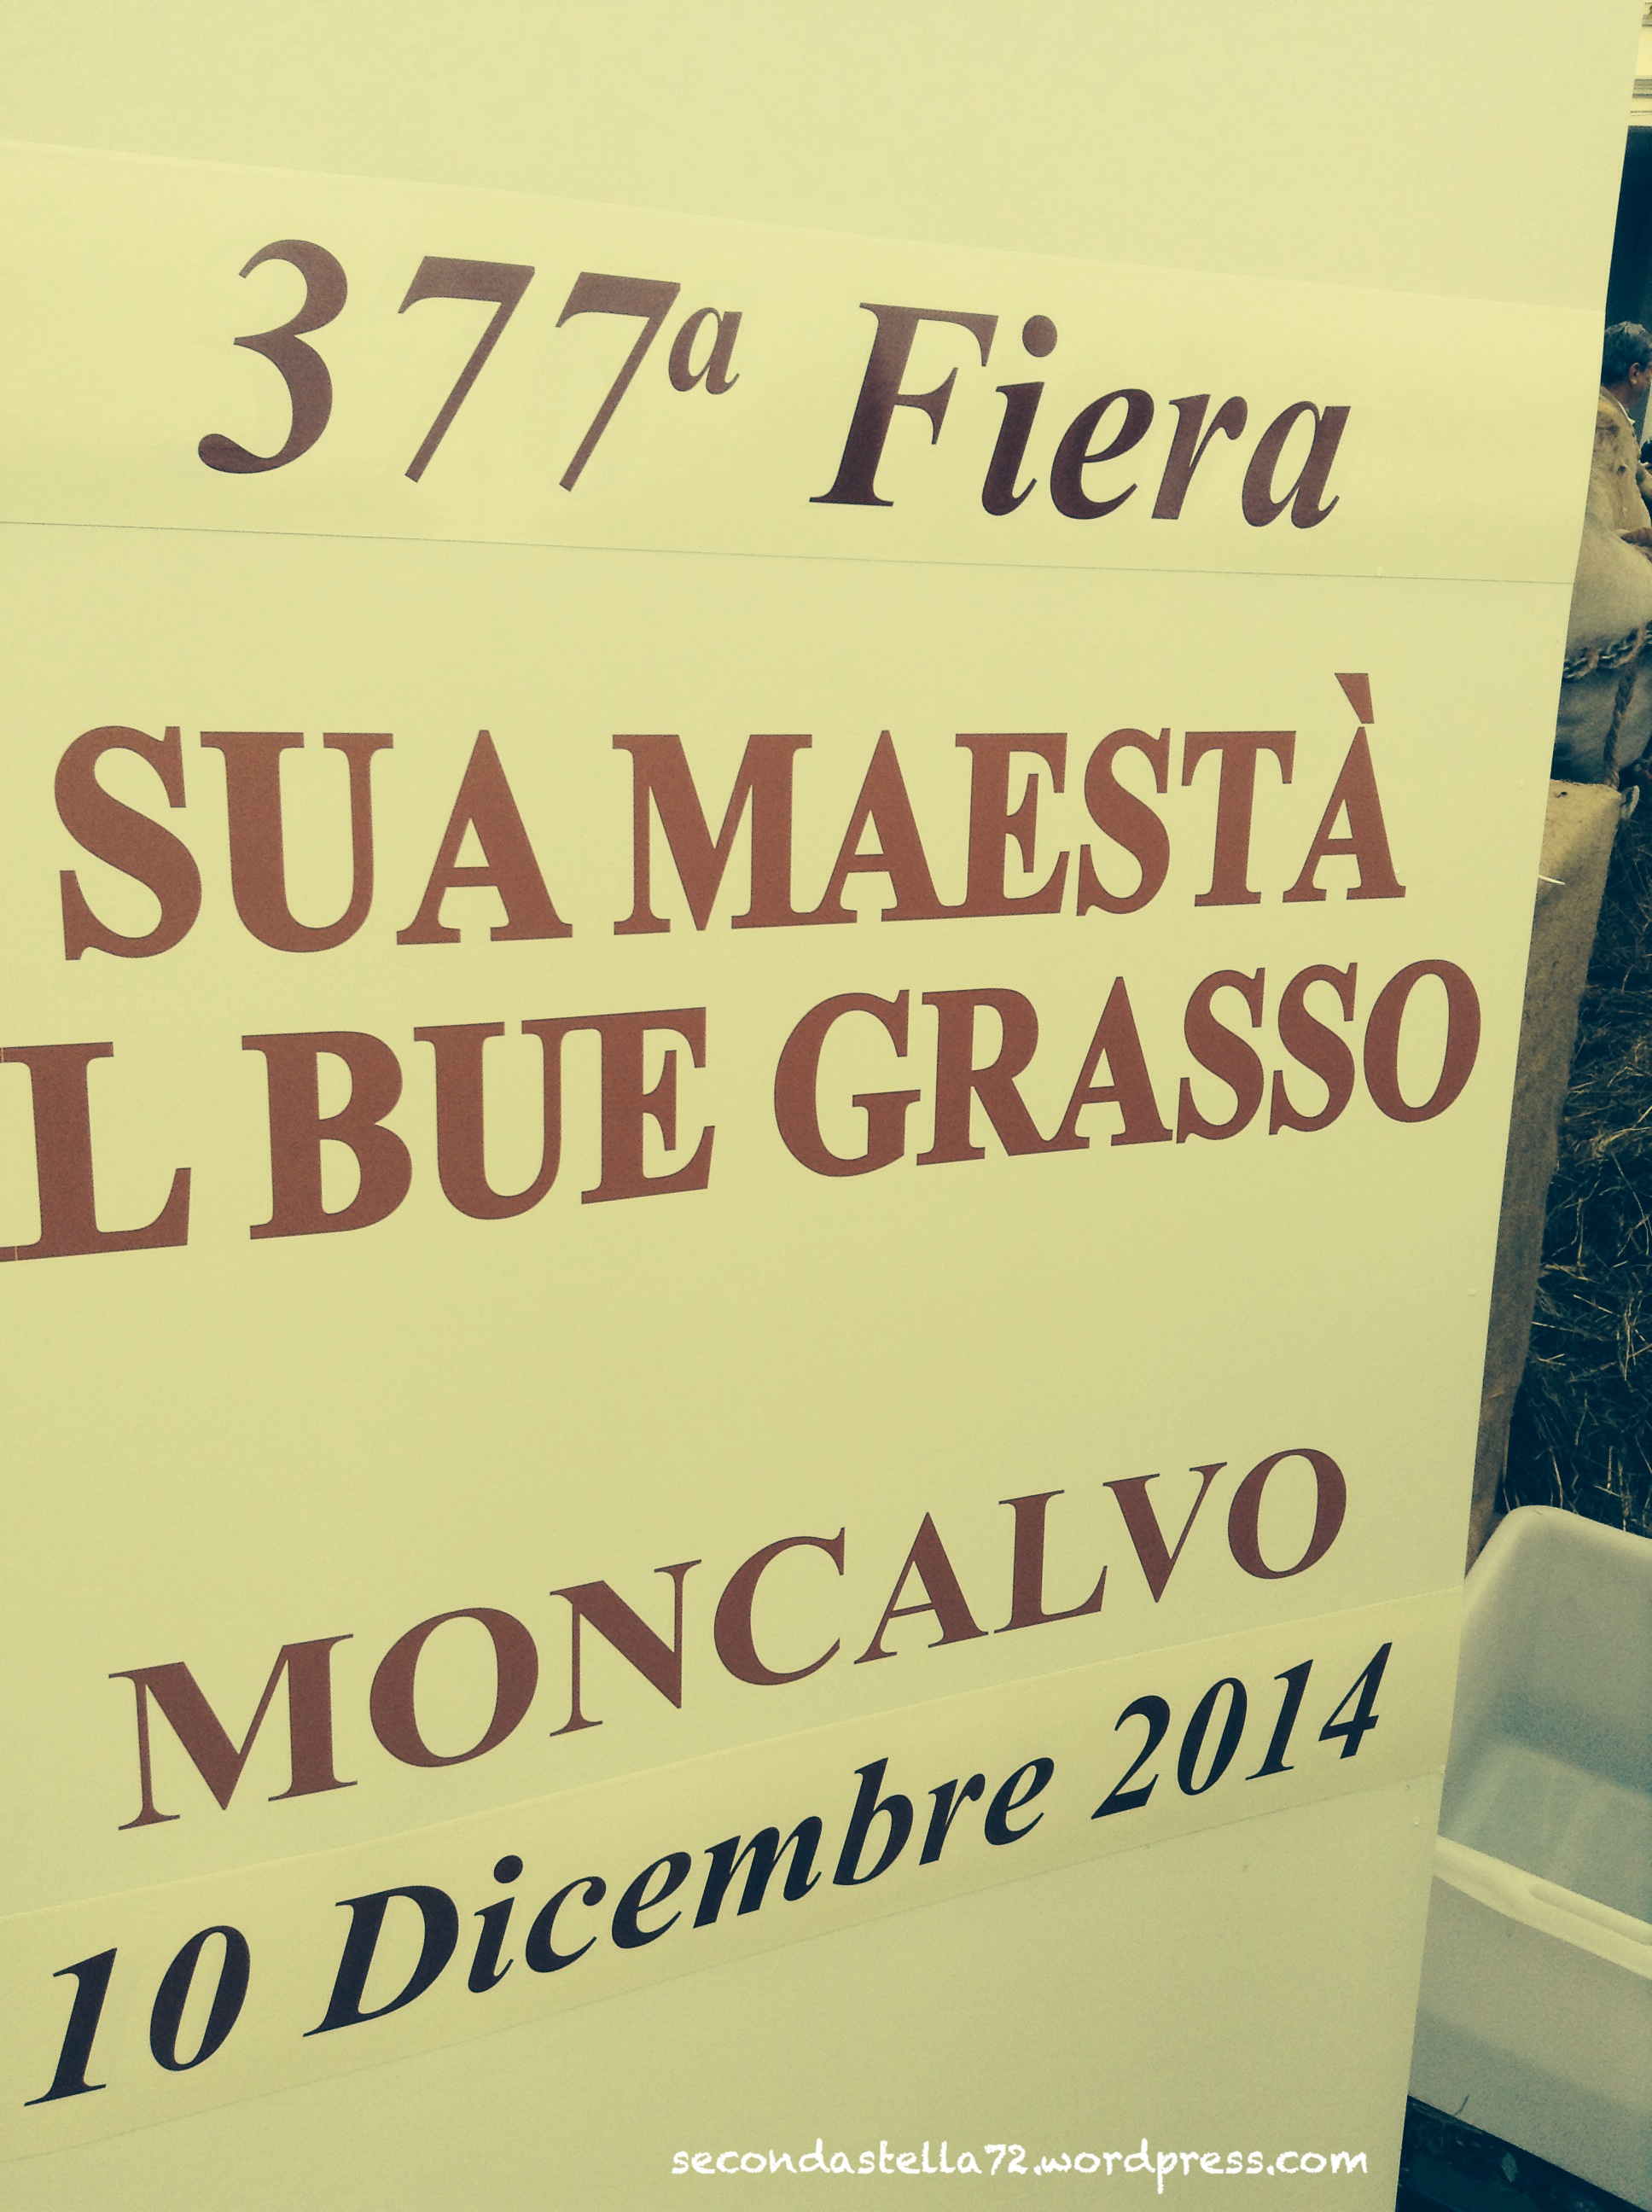 377ª Fiera
SUA MAESTÀ
L BUE GRASSO
MONCALVO
10 Dicembre 2014
secondastella72.wordpress.com